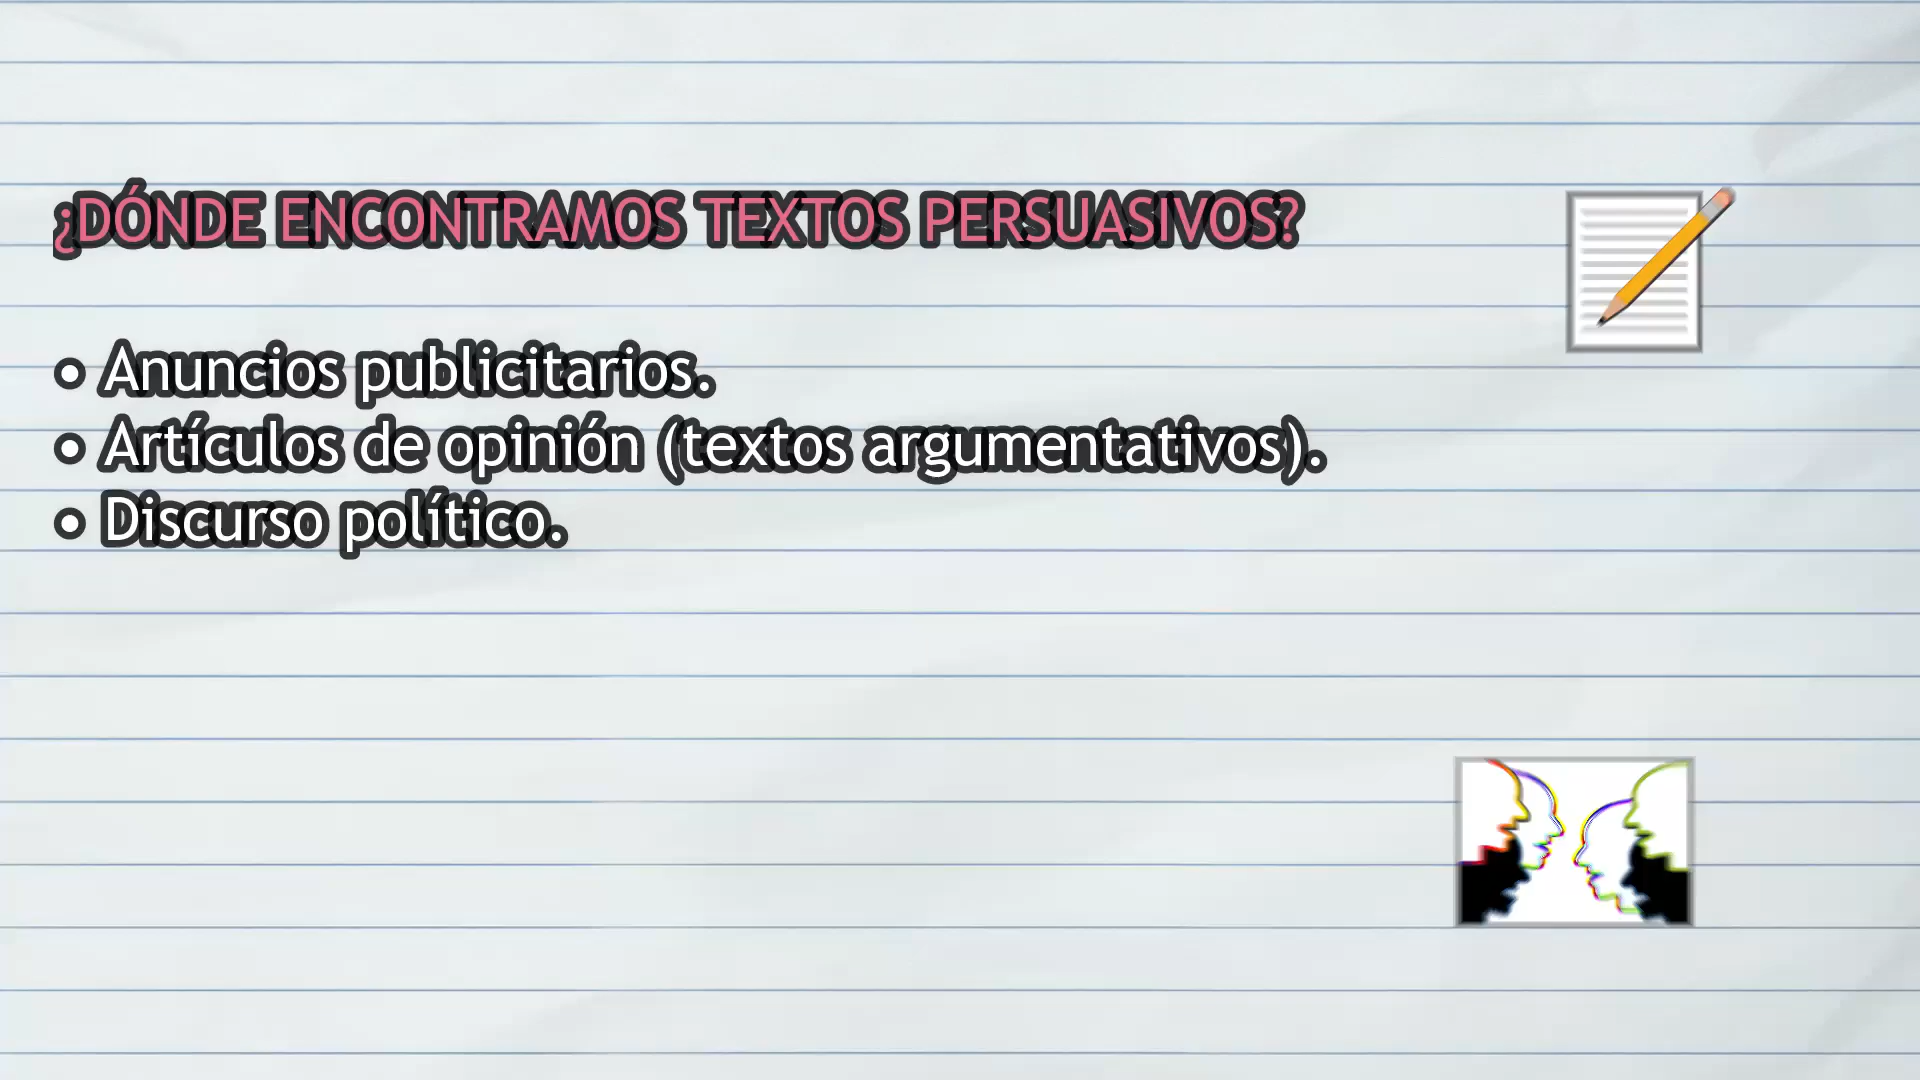 ¿DÓNDE ENCONTRAMOS TEXTOS PERSUASIVOS?
• Anuncios publicitarios.
• Artículos de opinión (textos argumentativos).
• Discurso político.